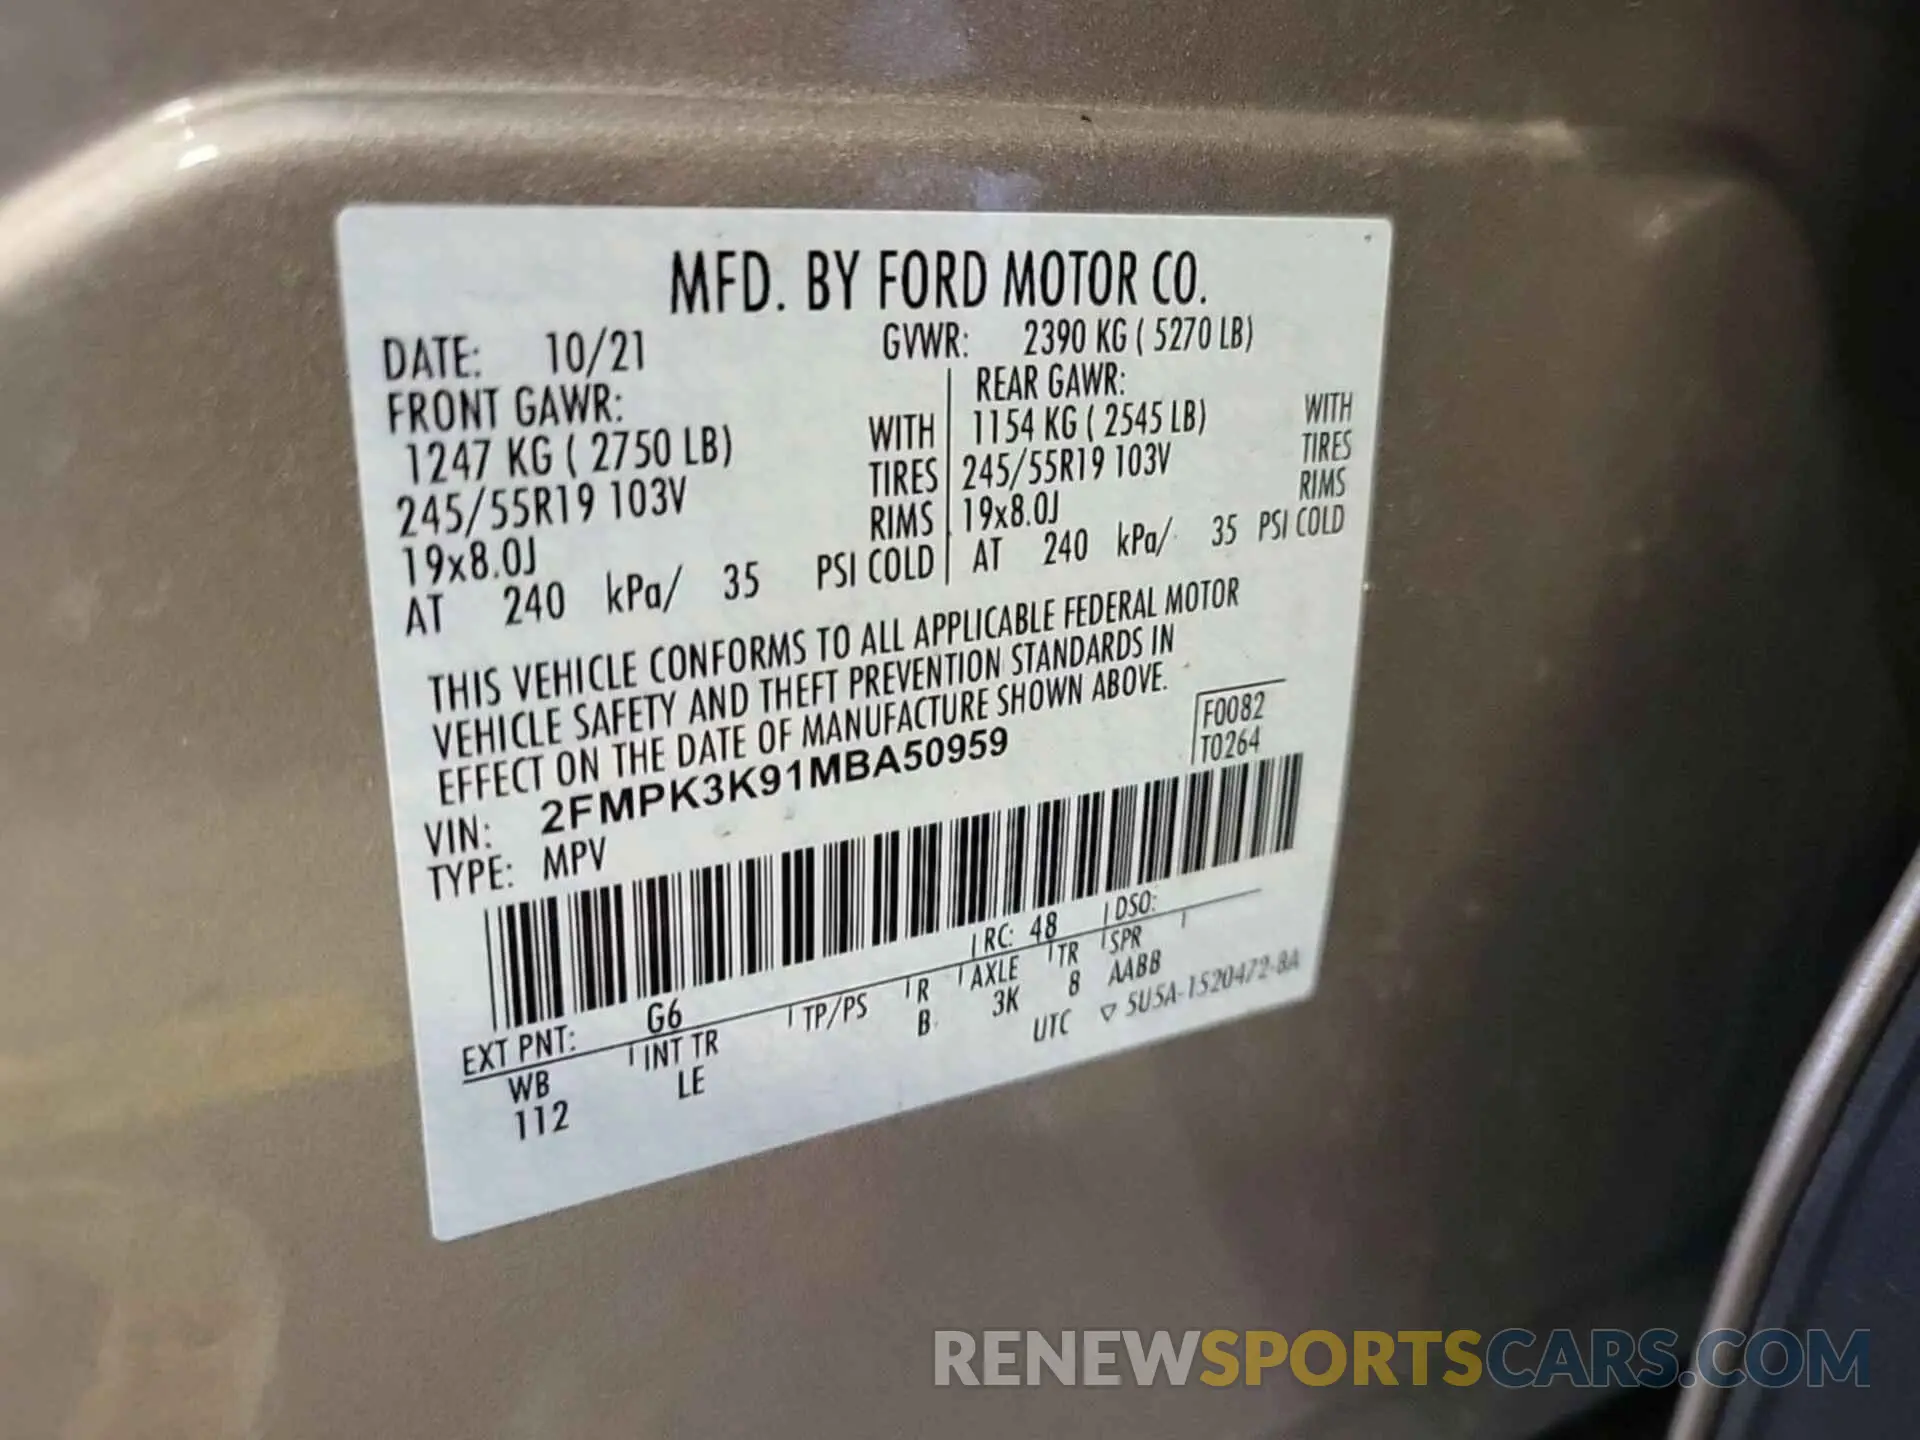 MFD. BY FORD MOTOR CO.
DATE: 10/21 GVWR: 2390 KG ( 5270 LB)
FRONT GAWR: REAR GAWR:
1247 KG ( 2750 LB) WITH 1154 KG ( 2545 LB) WITH
245/55R19 103V TIRES 245/55R19 103V TIRES
19x8.0J RIMS 19x8.0J RIMS
AT 240 kPa/ 35 PSI COLD AT 240 kPa/ 35 PSI COLD
THIS VEHICLE CONFORMS TO ALL APPLICABLE FEDERAL MOTOR
VEHICLE SAFETY AND THEFT PREVENTION STANDARDS IN
EFFECT ON THE DATE OF MANUFACTURE SHOWN ABOVE.
VIN: 2FMPK3K91MBA50959 F0082
TYPE: MPV T0264
EXT PNT: G6 RC: 48 DSO:
WB INT TR TP/PS R AXLE TR SPR
112 LE B 3K 8 AABB
UTC ▽ 5U5A-1520472-BA
RENEWSPORTSCARS.COM